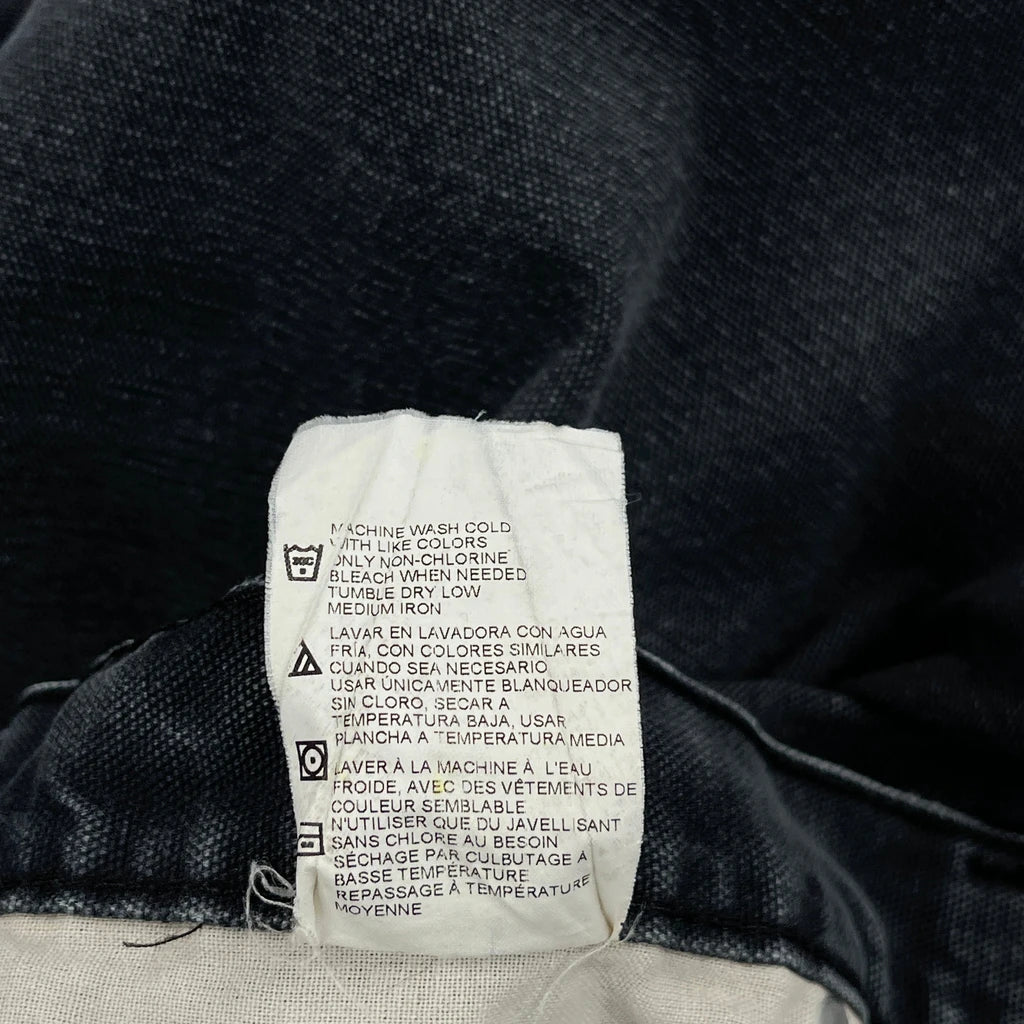 MACHINE WASH COLD
WITH LIKE COLORS
ONLY NON-CHLORINE
BLEACH WHEN NEEDED
TUMBLE DRY LOW
MEDIUM IRON
LAVAR EN LAVADORA CON AGUA
FRÍA, CON COLORES SIMILARES
CUANDO SEA NECESARIO
USAR ÚNICAMENTE BLANQUEADOR
SIN CLORO, SECAR A
TEMPERATURA BAJA, USAR
PLANCHA A TEMPERATURA MEDIA
LAVER À LA MACHINE À L'EAU
FROIDE, AVEC DES VÊTEMENTS DE
COULEUR SEMBLABLE
N'UTILISER QUE DU JAVELLISANT
SANS CHLORE AU BESOIN
SÉCHAGE PAR CULBUTAGE À
BASSE TEMPÉRATURE
REPASSAGE À TEMPÉRATURE
MOYENNE